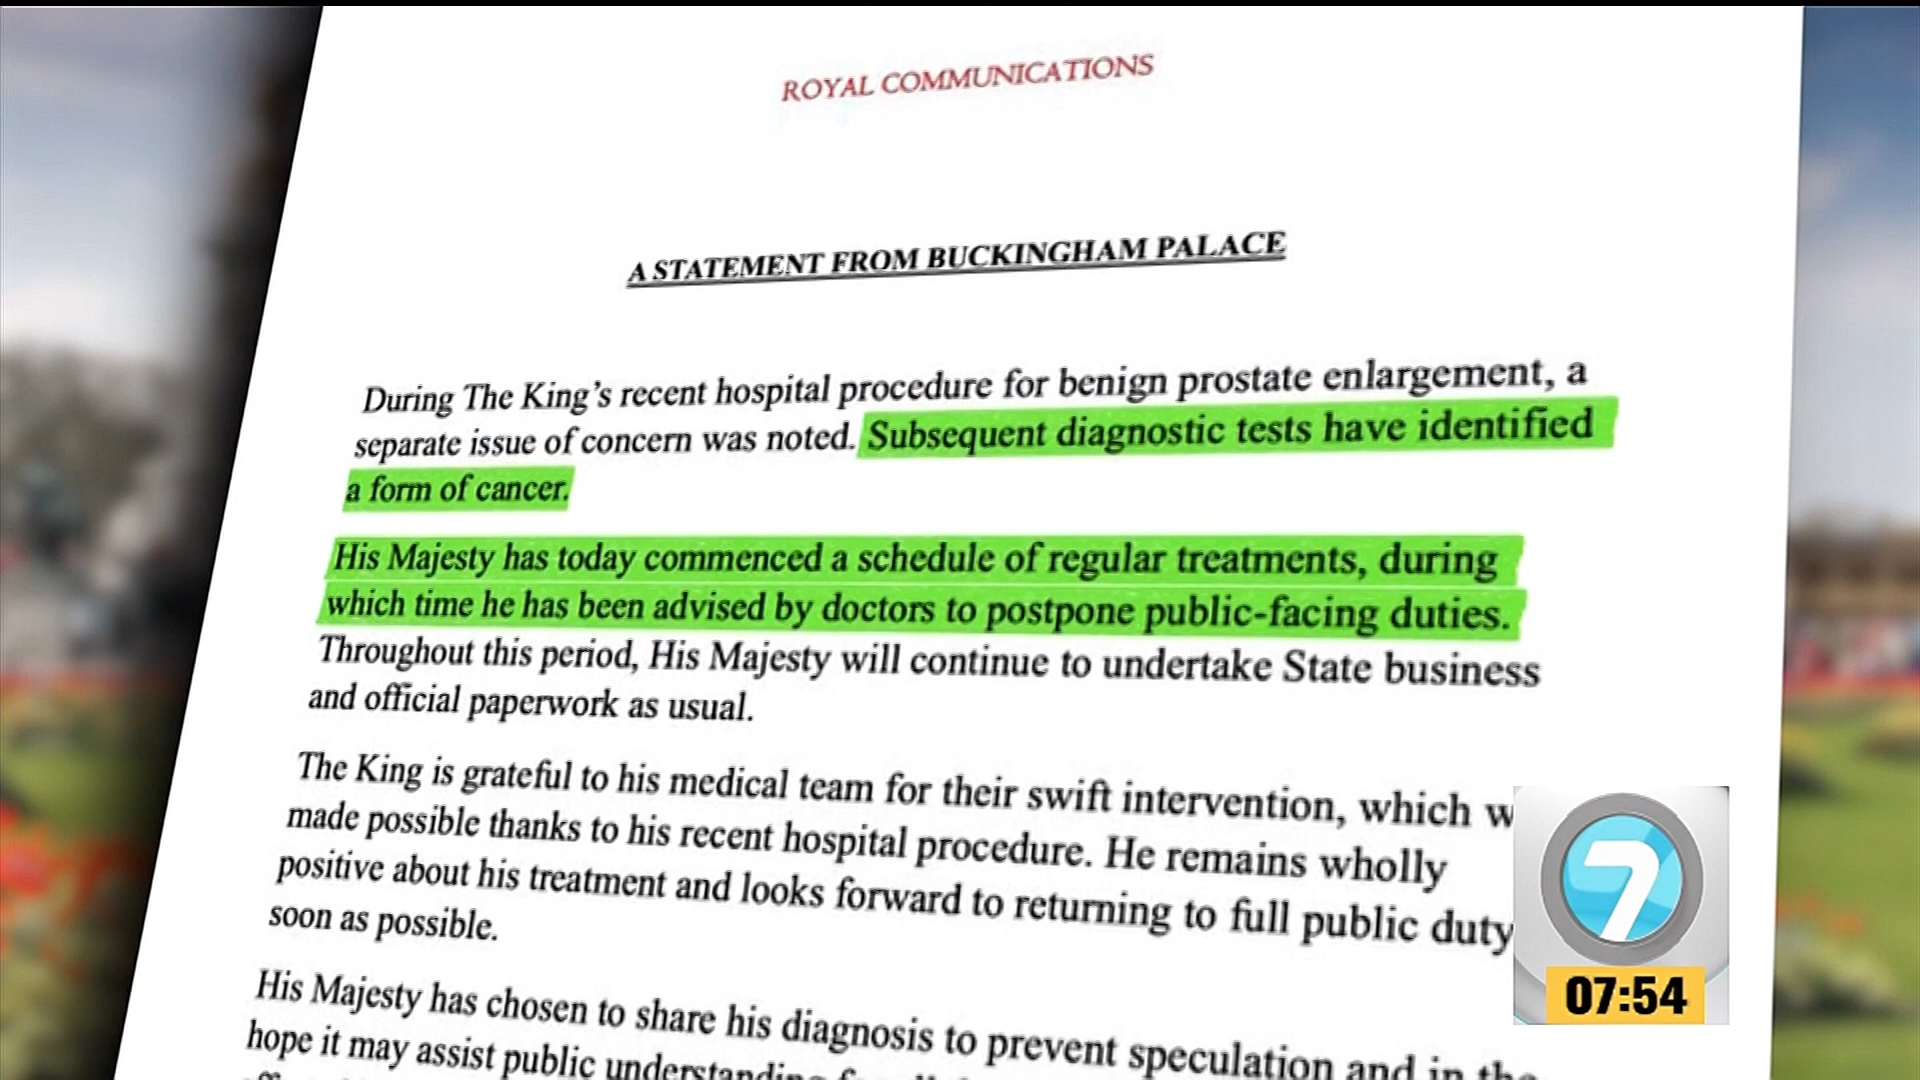 ROYAL COMMUNICATIONS
A STATEMENT FROM BUCKINGHAM PALACE
During The King’s recent hospital procedure for benign prostate enlargement, a
separate issue of concern was noted. Subsequent diagnostic tests have identified
a form of cancer.
His Majesty has today commenced a schedule of regular treatments, during
which time he has been advised by doctors to postpone public-facing duties.
Throughout this period, His Majesty will continue to undertake State business
and official paperwork as usual.
The King is grateful to his medical team for their swift intervention, which
made possible thanks to his recent hospital procedure. He remains wholly
positive about his treatment and looks forward to returning to full public duty
soon as possible.
His Majesty has chosen to share his diagnosis to prevent speculation and in the
hope it may assist public understanding
7
07:54